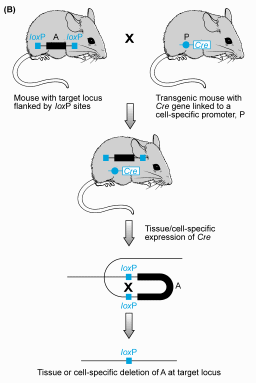 (B)
loxP A loxP
X
P
Cre
Mouse with target locus
flanked by loxP sites
Transgenic mouse with
Cre gene linked to a
cell-specific promoter, P
Cre
Tissue/cell-specific
expression of Cre
loxP
X
A
loxP
loxP
Tissue or cell-specific deletion of A at target locus